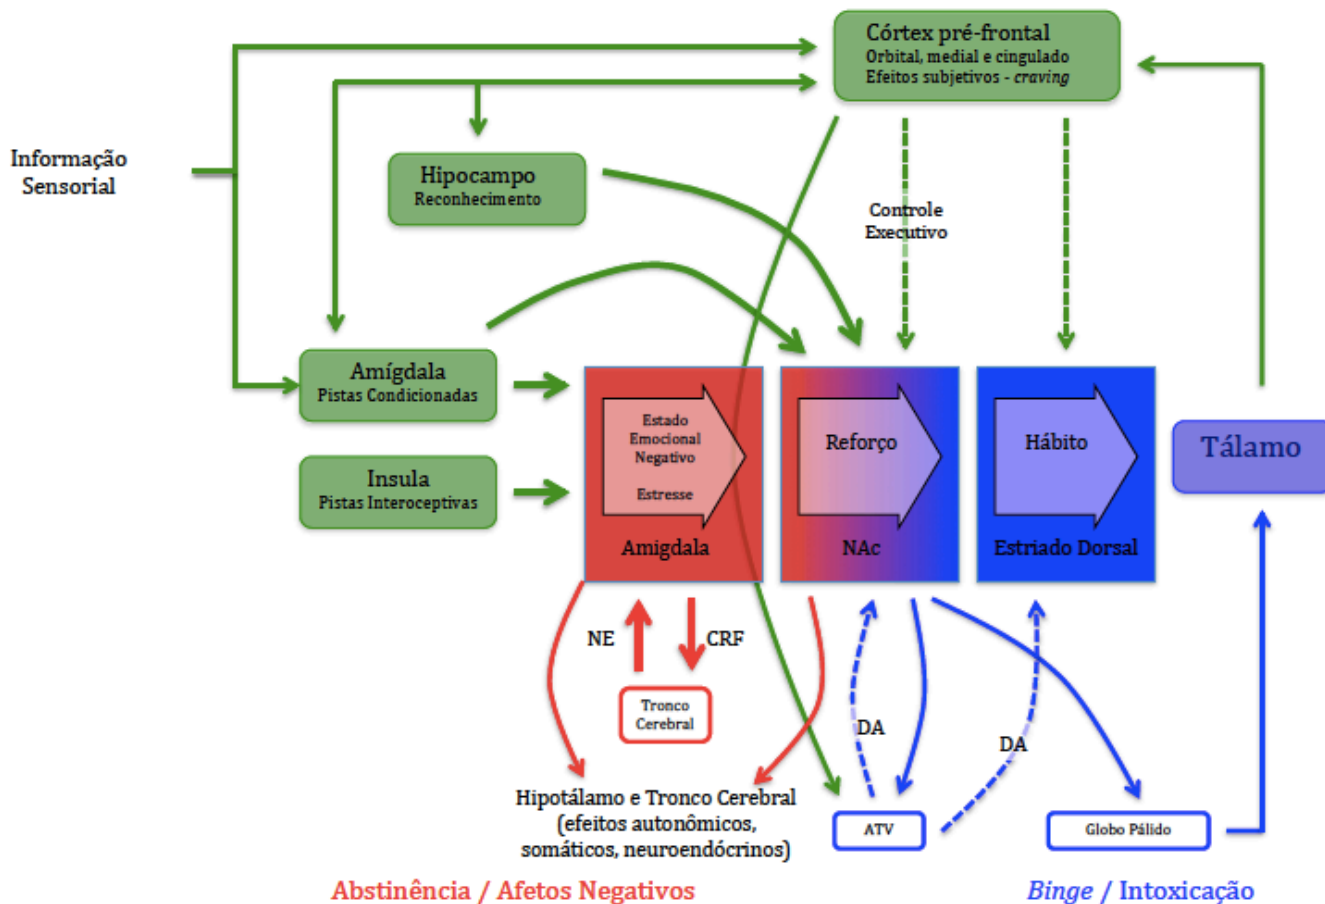 Córtex pré-frontal
Orbital, medial e cingulado
Efeitos subjetivos - craving
Informação
Sensorial
Hipocampo
Reconhecimento
Controle
Executivo
Amígdala
Pistas Condicionadas
Insula
Pistas Interoceptivas
Estado
Emocional
Negativo
Estresse
Amigdala
Reforço
NAc
Hábito
Estriado Dorsal
Tálamo
NE
CRF
Tronco
Cerebral
DA
DA
Hipotálamo e Tronco Cerebral
(efeitos autonômicos,
somáticos, neuroendócrinos)
ATV
Globo Pálido
Abstinência / Afetos Negativos
Binge / Intoxicação